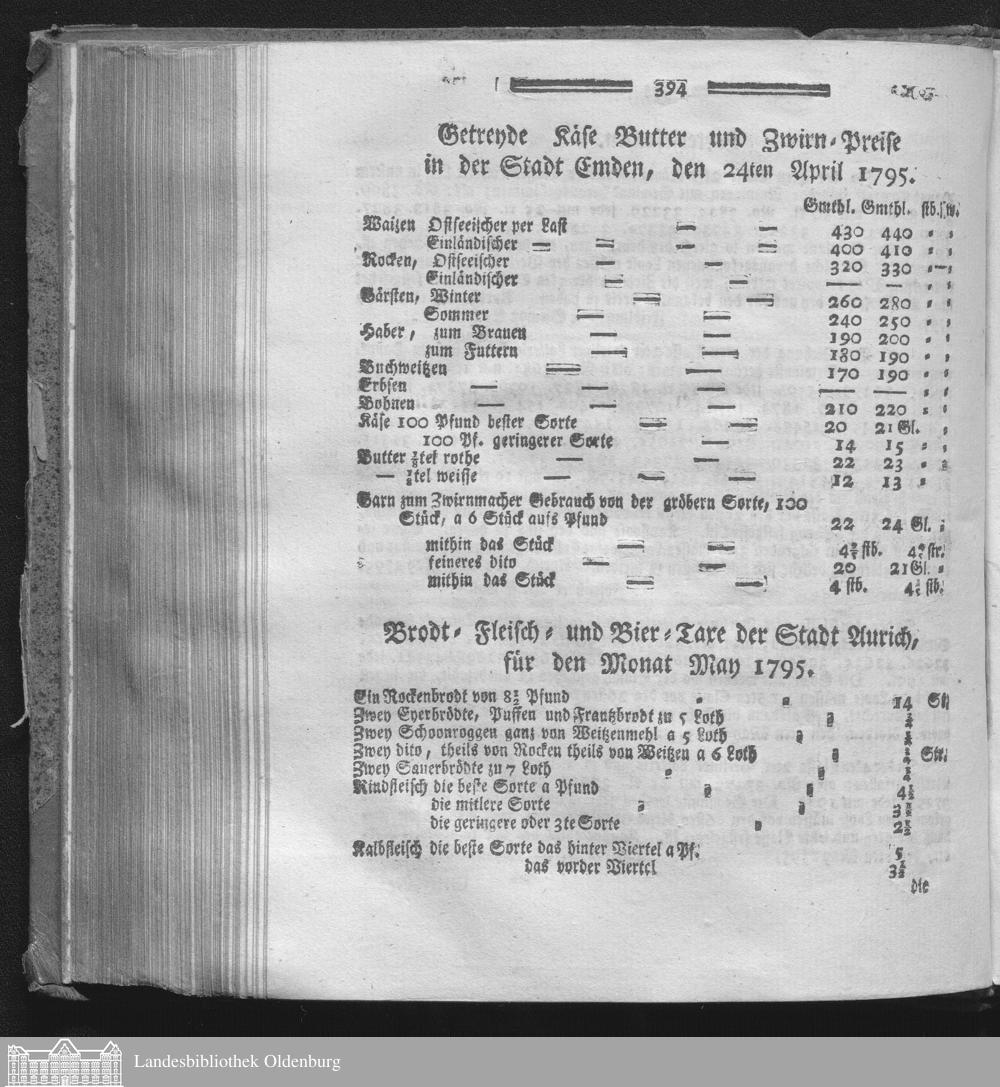 394
Getreyde Käse Butter und Zwirn-Preise
in der Stadt Emden, den 24ten April 1795.
Gmthl. Gmthl. stb. w.
Waizen Ostseeischer per Last — — 430 440 " "
Einländischer — — — 400 410 " "
Rocken, Ostseeischer — — 320 330 " "
Einländischer — — — — "
Gärsten, Winter — — 260 280 " "
Sommer — — 240 250 " "
Haber, zum Brauen — — 190 200 " "
zum Futtern — — 180 190 " "
Buchweitzen — — 170 190 " "
Erbsen — — — " "
Bohnen — — — 210 220 " "
Käse 100 Pfund bester Sorte — — 20 21 Gl. "
100 Pf. geringerer Sorte — 14 15 " "
Butter tel rothe — — 22 23 " "
— tel weisse — — — 12 13 " "
Garn zum Zwirnmacher Gebrauch von der gröbern Sorte, 100
Stück, a 6 Stück aufs Pfund 22 24 Gl.
mithin das Stück — — 4 stb. 4 str.
feineres dito — — 20 21 Gl. "
mithin das Stück — — 4 stb. 4 stb.
Brodt- Fleisch- und Bier-Taxe der Stadt Aurich,
für den Monat May 1795.
Ein Rockenbrodt von 8½ Pfund " " 14 St
Zwey Eyerbrödte, Puffen und Frantzbrodt zu 5 Loth "
Zwey Schoonroggen ganz von Weitzenmehl a 5 Loth "
Zwey dito, theils von Rocken theils von Weitzen a 6 Loth " Str.
Zwey Sauerbrödte zu 7 Loth " "
Rindfleisch die beste Sorte a Pfund " " 4½
die mitlere Sorte " " 3½
die geringere oder 3te Sorte " 2½
Kalbfleisch die beste Sorte das hinter Viertel a Pf. 5
das vorder Viertel 3½
die
Landesbibliothek Oldenburg